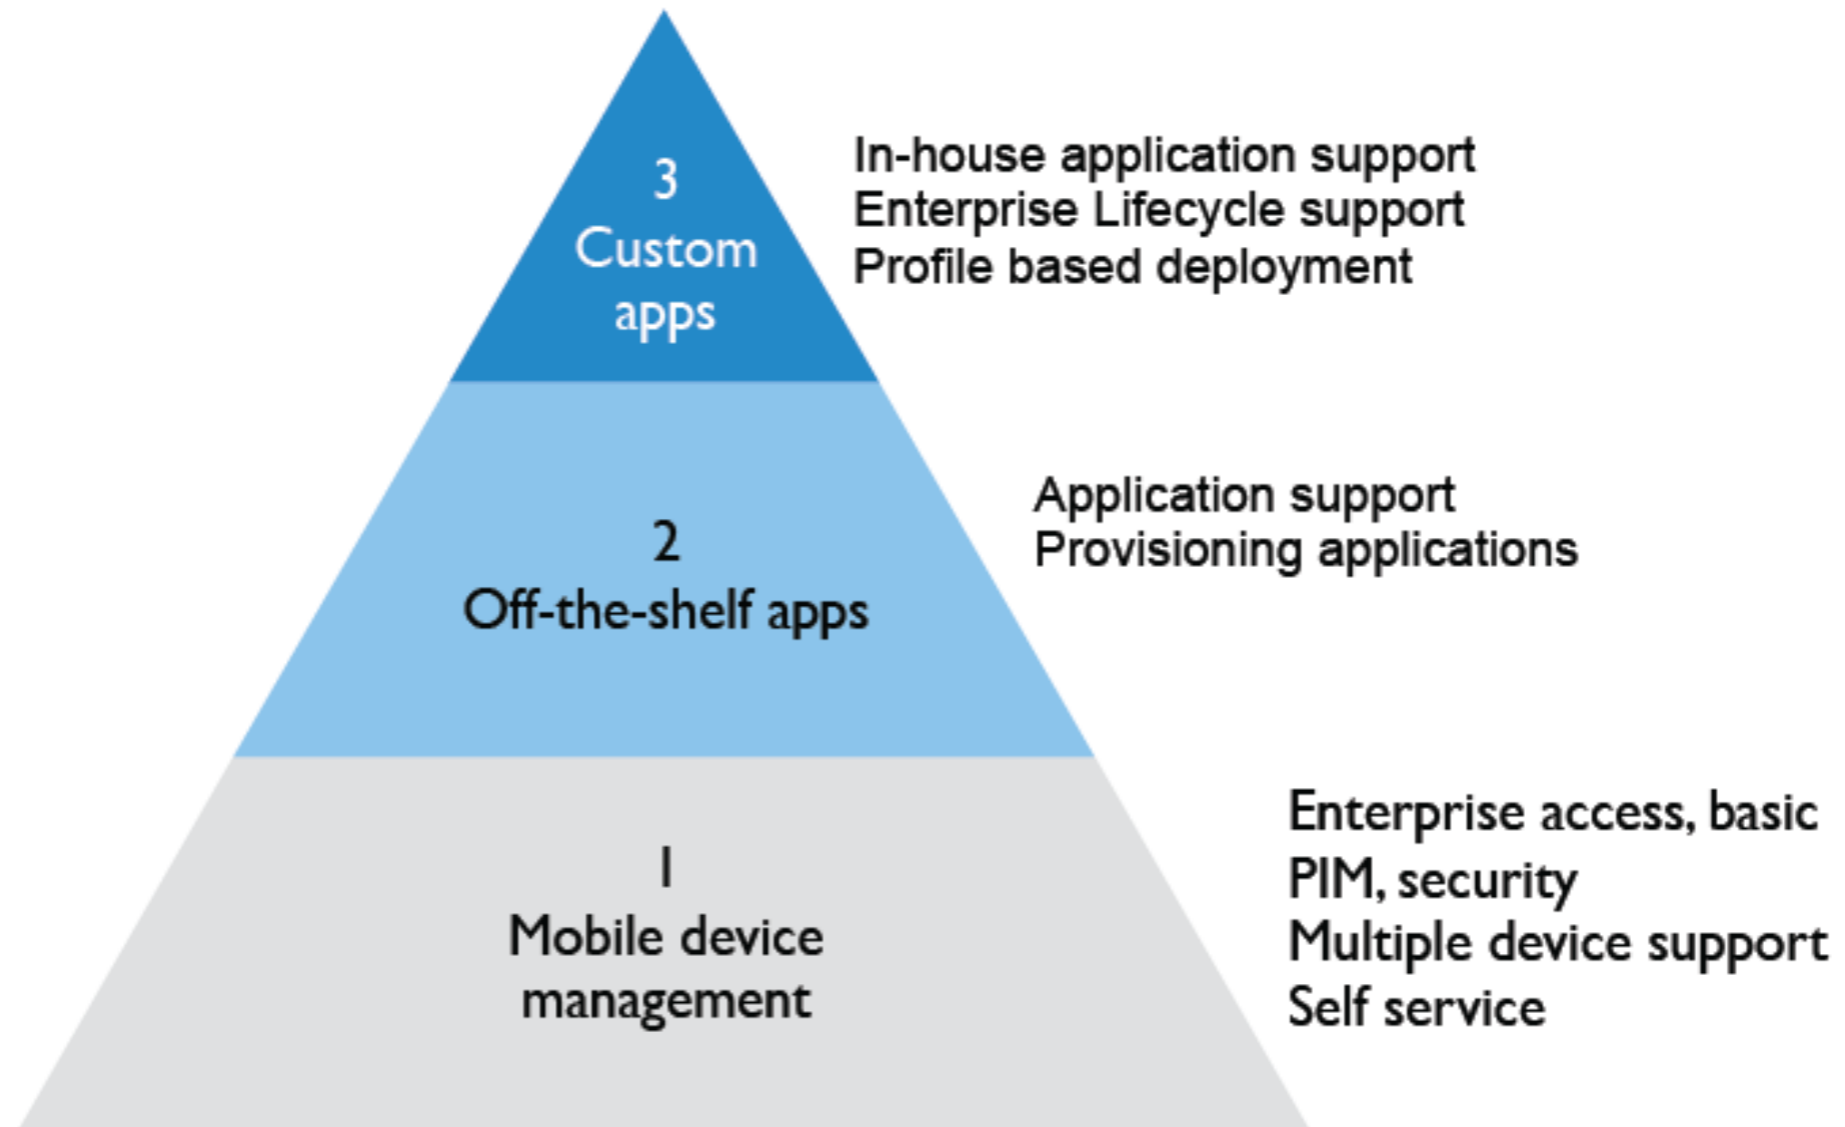 3
Custom
apps
In-house application support
Enterprise Lifecycle support
Profile based deployment
2
Off-the-shelf apps
Application support
Provisioning applications
1
Mobile device
management
Enterprise access, basic
PIM, security
Multiple device support
Self service